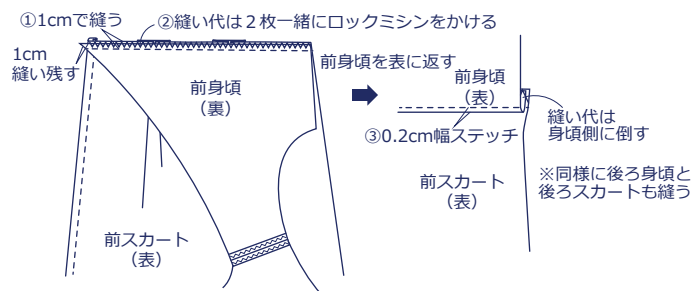 ①1cmで縫う
②縫い代は２枚一緒にロックミシンをかける
1cm
縫い残す
前身頃
（裏）
前スカート
（表）
前身頃を表に返す
前身頃
（表）
縫い代は
身頃側に倒す
③0.2cm幅ステッチ
※同様に後ろ身頃と
後ろスカートも縫う
前スカート
（表）